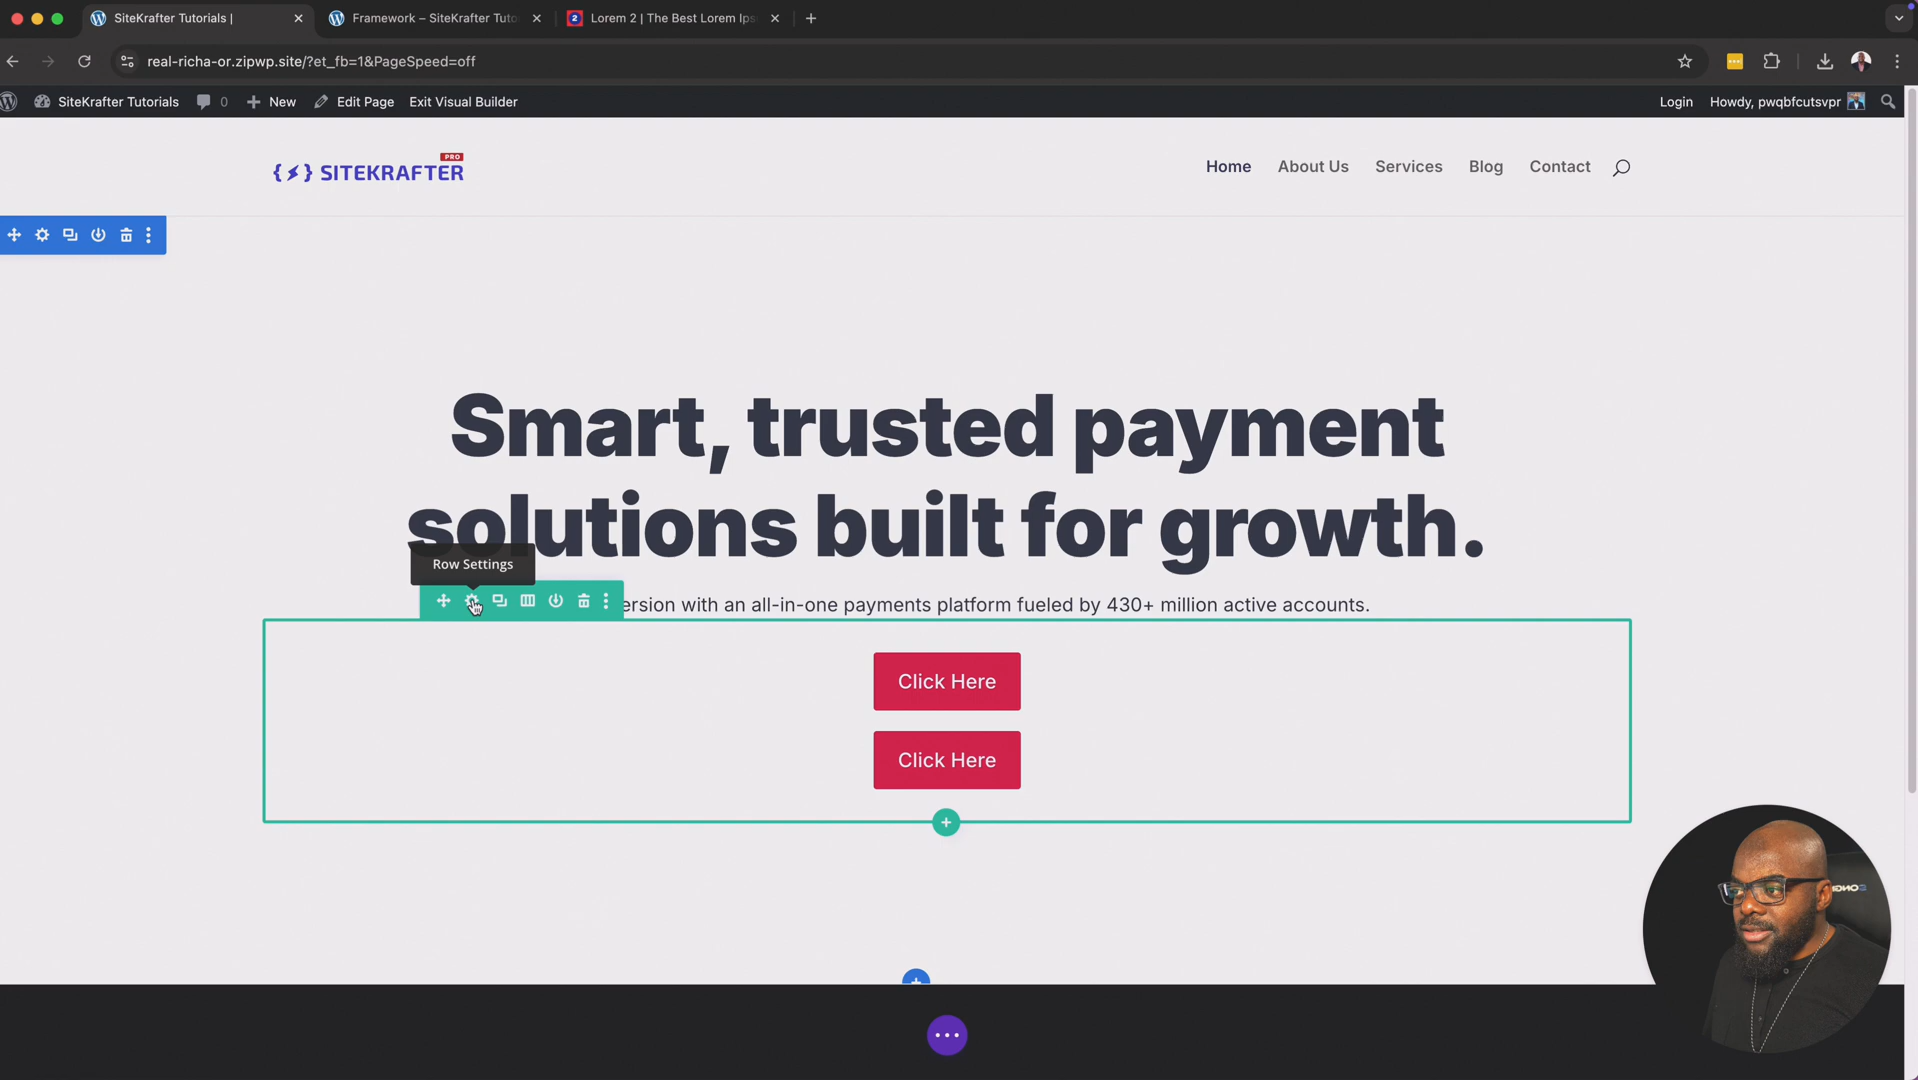 SiteKrafter Tutorials |
Framework – SiteKrafter Tuto
2
Lorem 2 | The Best Lorem Ips
real-richa-or.zipwp.site/?et_fb=1&PageSpeed=off
SiteKrafter Tutorials
0
New
Edit Page
Exit Visual Builder
Login
Howdy, pwqbfcutsvpr
PRO
SITEKRAFTER
Home
About Us
Services
Blog
Contact
Smart, trusted payment
solutions built for growth.
Row Settings
ersion with an all-in-one payments platform fueled by 430+ million active accounts.
Click Here
Click Here